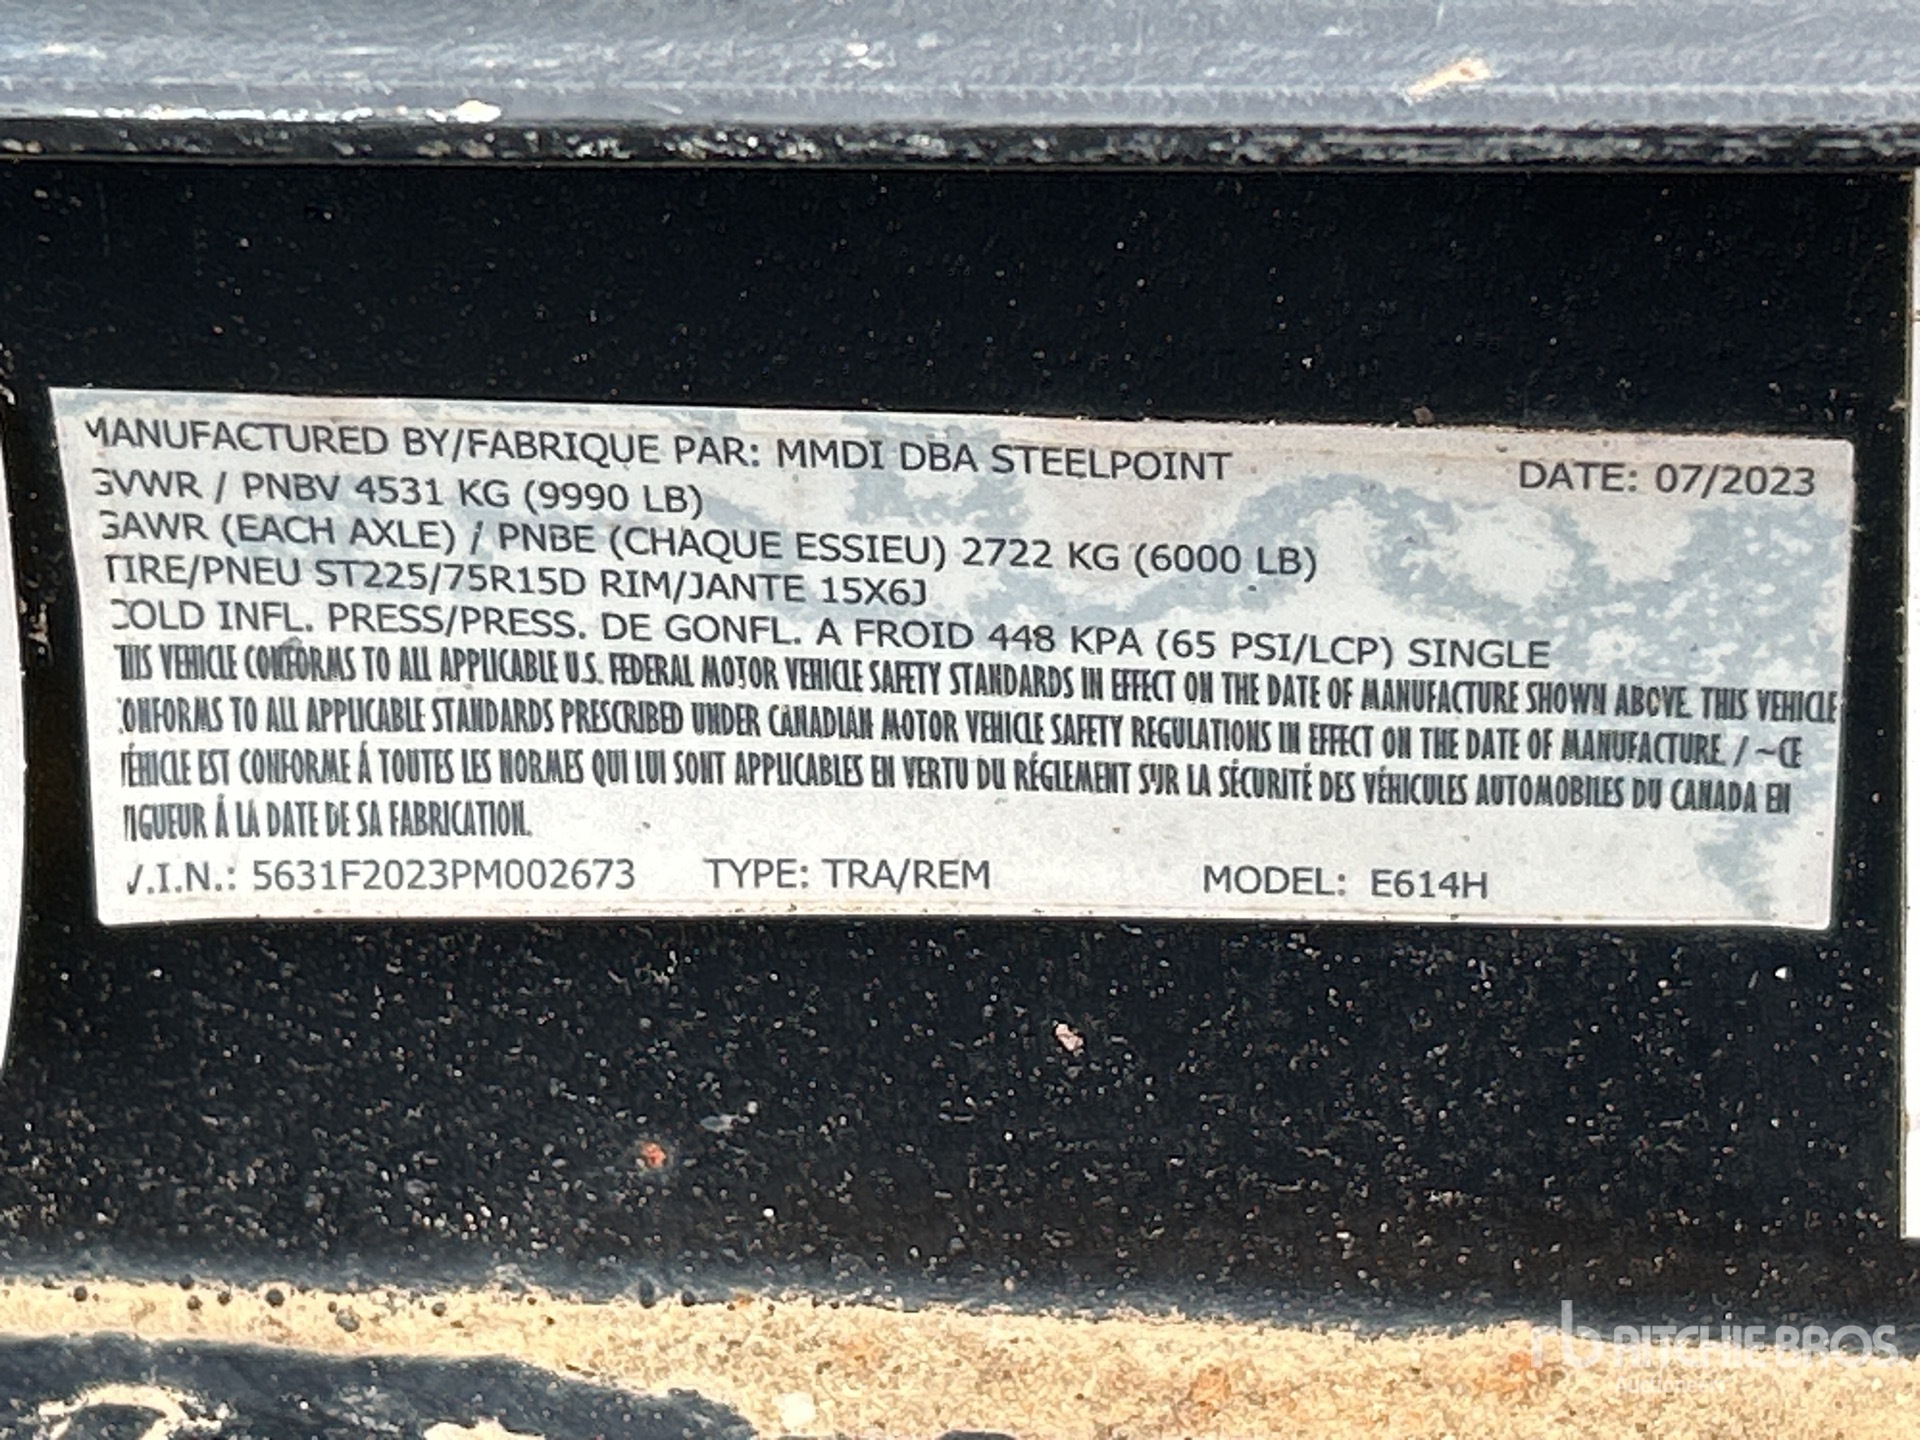 MANUFACTURED BY/FABRIQUE PAR: MMDI DBA STEELPOINT DATE: 07/2023
GVWR / PNBV 4531 KG (9990 LB)
GAWR (EACH AXLE) / PNBE (CHAQUE ESSIEU) 2722 KG (6000 LB)
TIRE/PNEU ST225/75R15D RIM/JANTE 15X6J
COLD INFL. PRESS/PRESS. DE GONFL. A FROID 448 KPA (65 PSI/LCP) SINGLE
THIS VEHICLE CONFORMS TO ALL APPLICABLE U.S. FEDERAL MOTOR VEHICLE SAFETY STANDARDS IN EFFECT ON THE DATE OF MANUFACTURE SHOWN ABOVE. THIS VEHICLE
CONFORMS TO ALL APPLICABLE STANDARDS PRESCRIBED UNDER CANADIAN MOTOR VEHICLE SAFETY REGULATIONS IN EFFECT ON THE DATE OF MANUFACTURE. / ~CE
VÉHICLE EST CONFORME Á TOUTES LES NORMES QUI LUI SONT APPLICABLES EN VERTU DU RÉGLEMENT SUR LA SÉCURITÉ DES VÉHICULES AUTOMOBILES DU CANADA EN
VIGUEUR Á LA DATE DE SA FABRICATION.
V.I.N.: 5631F2023PM002673 TYPE: TRA/REM MODEL: E614H
rb RITCHIE BROS
Auctioneers